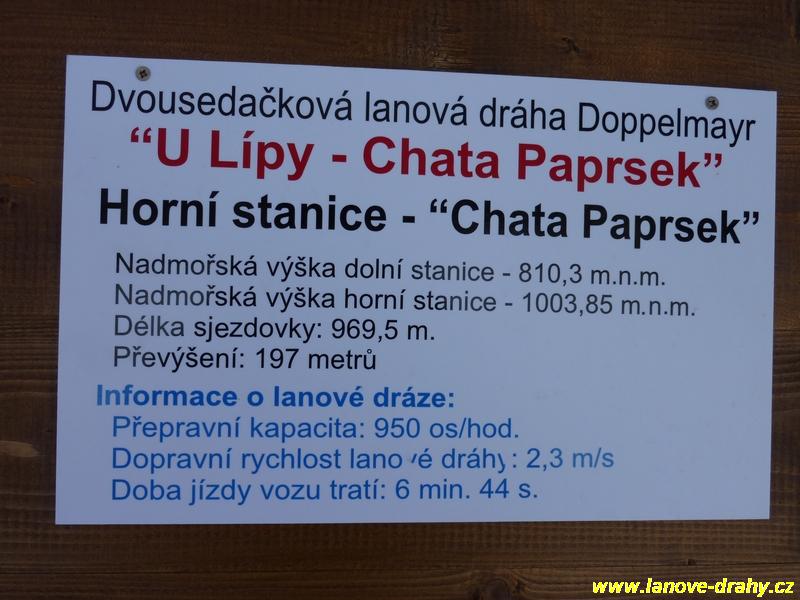 Dvousedačková lanová dráha Doppelmayr
“U Lípy - Chata Paprsek”
Horní stanice - “Chata Paprsek”
Nadmořská výška dolní stanice - 810,3 m.n.m.
Nadmořská výška horní stanice - 1003,85 m.n.m.
Délka sjezdovky: 969,5 m.
Převýšení: 197 metrů
Informace o lanové dráze:
Přepravní kapacita: 950 os/hod.
Dopravní rychlost lanové dráhy: 2,3 m/s
Doba jízdy vozu tratí: 6 min. 44 s.
www.lanove-drahy.cz